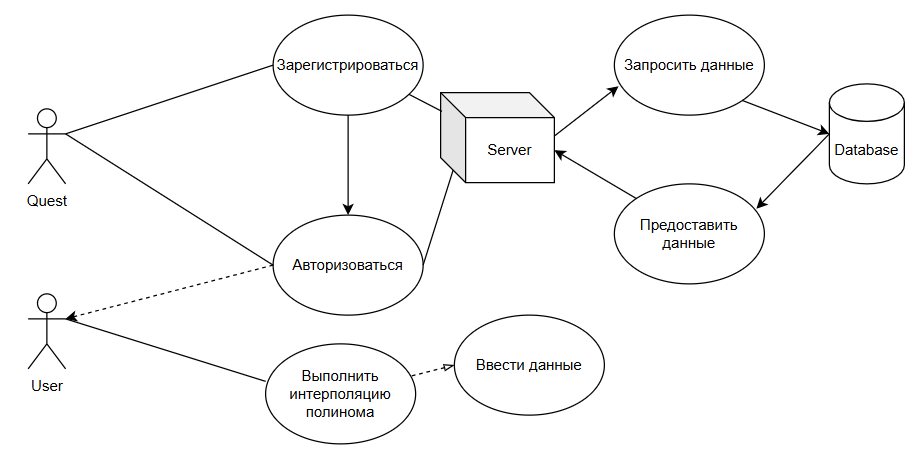 Зарегистрироваться
Запросить данные
Server
Database
Quest
Предоставить
данные
Авторизоваться
User
Выполнить
интерполяцию
полинома
Ввести данные